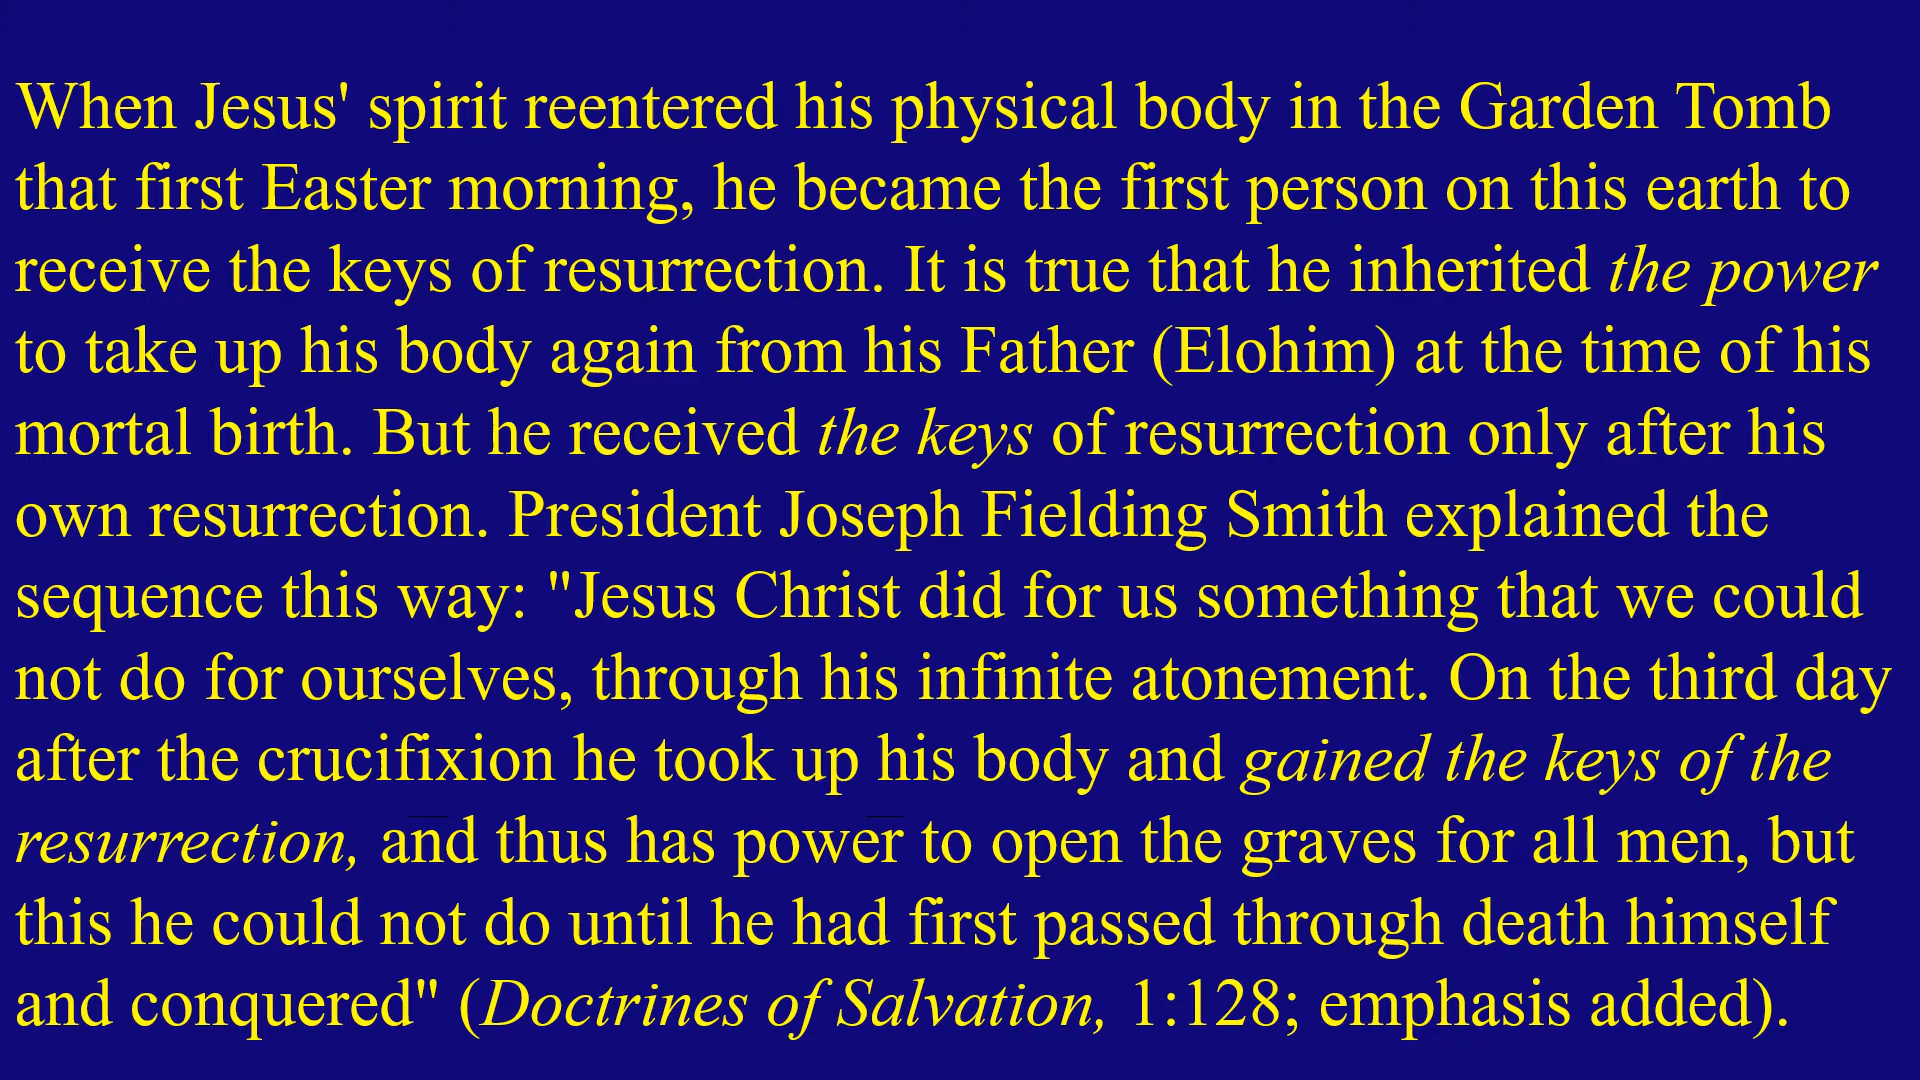 When Jesus' spirit reentered his physical body in the Garden Tomb
that first Easter morning, he became the first person on this earth to
receive the keys of resurrection. It is true that he inherited the power
to take up his body again from his Father (Elohim) at the time of his
mortal birth. But he received the keys of resurrection only after his
own resurrection. President Joseph Fielding Smith explained the
sequence this way: "Jesus Christ did for us something that we could
not do for ourselves, through his infinite atonement. On the third day
after the crucifixion he took up his body and gained the keys of the
resurrection, and thus has power to open the graves for all men, but
this he could not do until he had first passed through death himself
and conquered" (Doctrines of Salvation, 1:128; emphasis added).